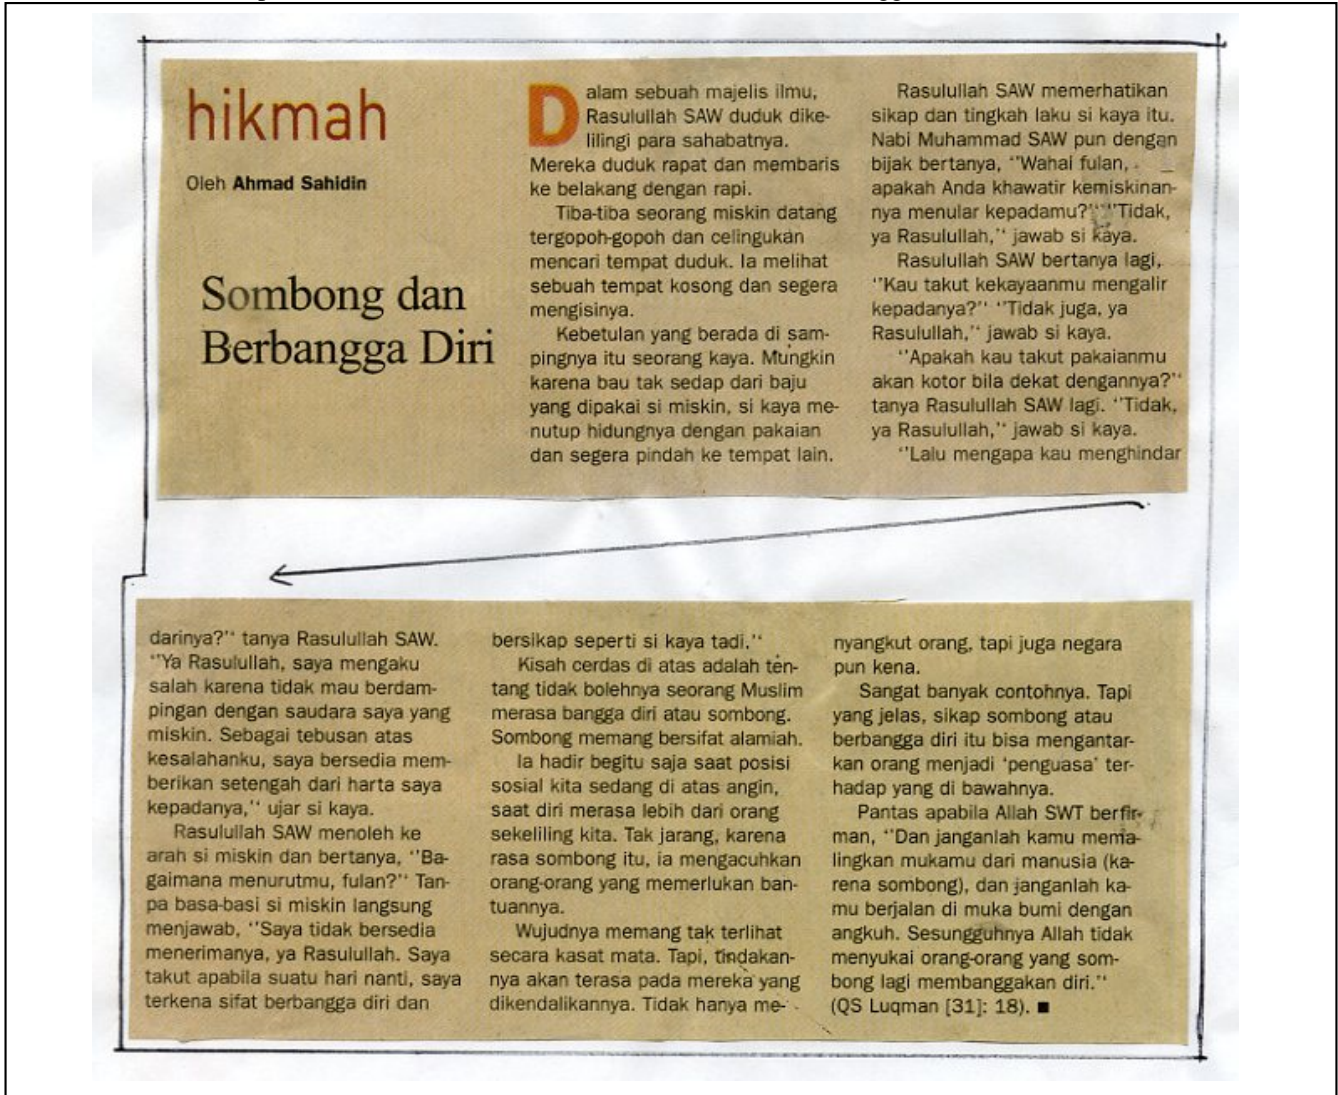 hikmah
Oleh Ahmad Sahidin
Sombong dan
Berbangga Diri
Dalam sebuah majelis ilmu,
Rasulullah SAW duduk dike-
lilingi para sahabatnya.
Mereka duduk rapat dan membaris
ke belakang dengan rapi.
Tiba-tiba seorang miskin datang
tergopoh-gopoh dan celingukan
mencari tempat duduk. Ia melihat
sebuah tempat kosong dan segera
mengisinya.
Kebetulan yang berada di sam-
pingnya itu seorang kaya. Mungkin
karena bau tak sedap dari baju
yang dipakai si miskin, si kaya me-
nutup hidungnya dengan pakaian
dan segera pindah ke tempat lain.
Rasulullah SAW memerhatikan
sikap dan tingkah laku si kaya itu.
Nabi Muhammad SAW pun dengan
bijak bertanya, ‘‘Wahai fulan,
apakah Anda khawatir kemiskinan-
nya menular kepadamu?’‘ ‘‘Tidak,
ya Rasulullah,’‘ jawab si kaya.
Rasulullah SAW bertanya lagi,
‘‘Kau takut kekayaanmu mengalir
kepadanya?’‘ ‘‘Tidak juga, ya
Rasulullah,’‘ jawab si kaya.
‘‘Apakah kau takut pakaianmu
akan kotor bila dekat dengannya?’‘
tanya Rasulullah SAW lagi. ‘‘Tidak,
ya Rasulullah,’‘ jawab si kaya.
‘‘Lalu mengapa kau menghindar
darinya?’‘ tanya Rasulullah SAW.
‘‘Ya Rasulullah, saya mengaku
salah karena tidak mau berdam-
pingan dengan saudara saya yang
miskin. Sebagai tebusan atas
kesalahanku, saya bersedia mem-
berikan setengah dari harta saya
kepadanya,’‘ ujar si kaya.
Rasulullah SAW menoleh ke
arah si miskin dan bertanya, ‘‘Ba-
gaimana menurutmu, fulan?’‘ Tan-
pa basa-basi si miskin langsung
menjawab, ‘‘Saya tidak bersedia
menerimanya, ya Rasulullah. Saya
takut apabila suatu hari nanti, saya
terkena sifat berbangga diri dan
bersikap seperti si kaya tadi.’‘
Kisah cerdas di atas adalah ten-
tang tidak bolehnya seorang Muslim
merasa bangga diri atau sombong.
Sombong memang bersifat alamiah.
Ia hadir begitu saja saat posisi
sosial kita sedang di atas angin,
saat diri merasa lebih dari orang
sekeliling kita. Tak jarang, karena
rasa sombong itu, ia mengacuhkan
orang-orang yang memerlukan ban-
tuannya.
Wujudnya memang tak terlihat
secara kasat mata. Tapi, tindakan-
nya akan terasa pada mereka yang
dikendalikannya. Tidak hanya me-
nyangkut orang, tapi juga negara
pun kena.
Sangat banyak contohnya. Tapi
yang jelas, sikap sombong atau
berbangga diri itu bisa mengantar-
kan orang menjadi ‘penguasa’ ter-
hadap yang di bawahnya.
Pantas apabila Allah SWT berfir-
man, ‘‘Dan janganlah kamu mema-
lingkan mukamu dari manusia (ka-
rena sombong), dan janganlah ka-
mu berjalan di muka bumi dengan
angkuh. Sesungguhnya Allah tidak
menyukai orang-orang yang som-
bong lagi membanggakan diri.’‘
(QS Luqman [31]: 18). ■